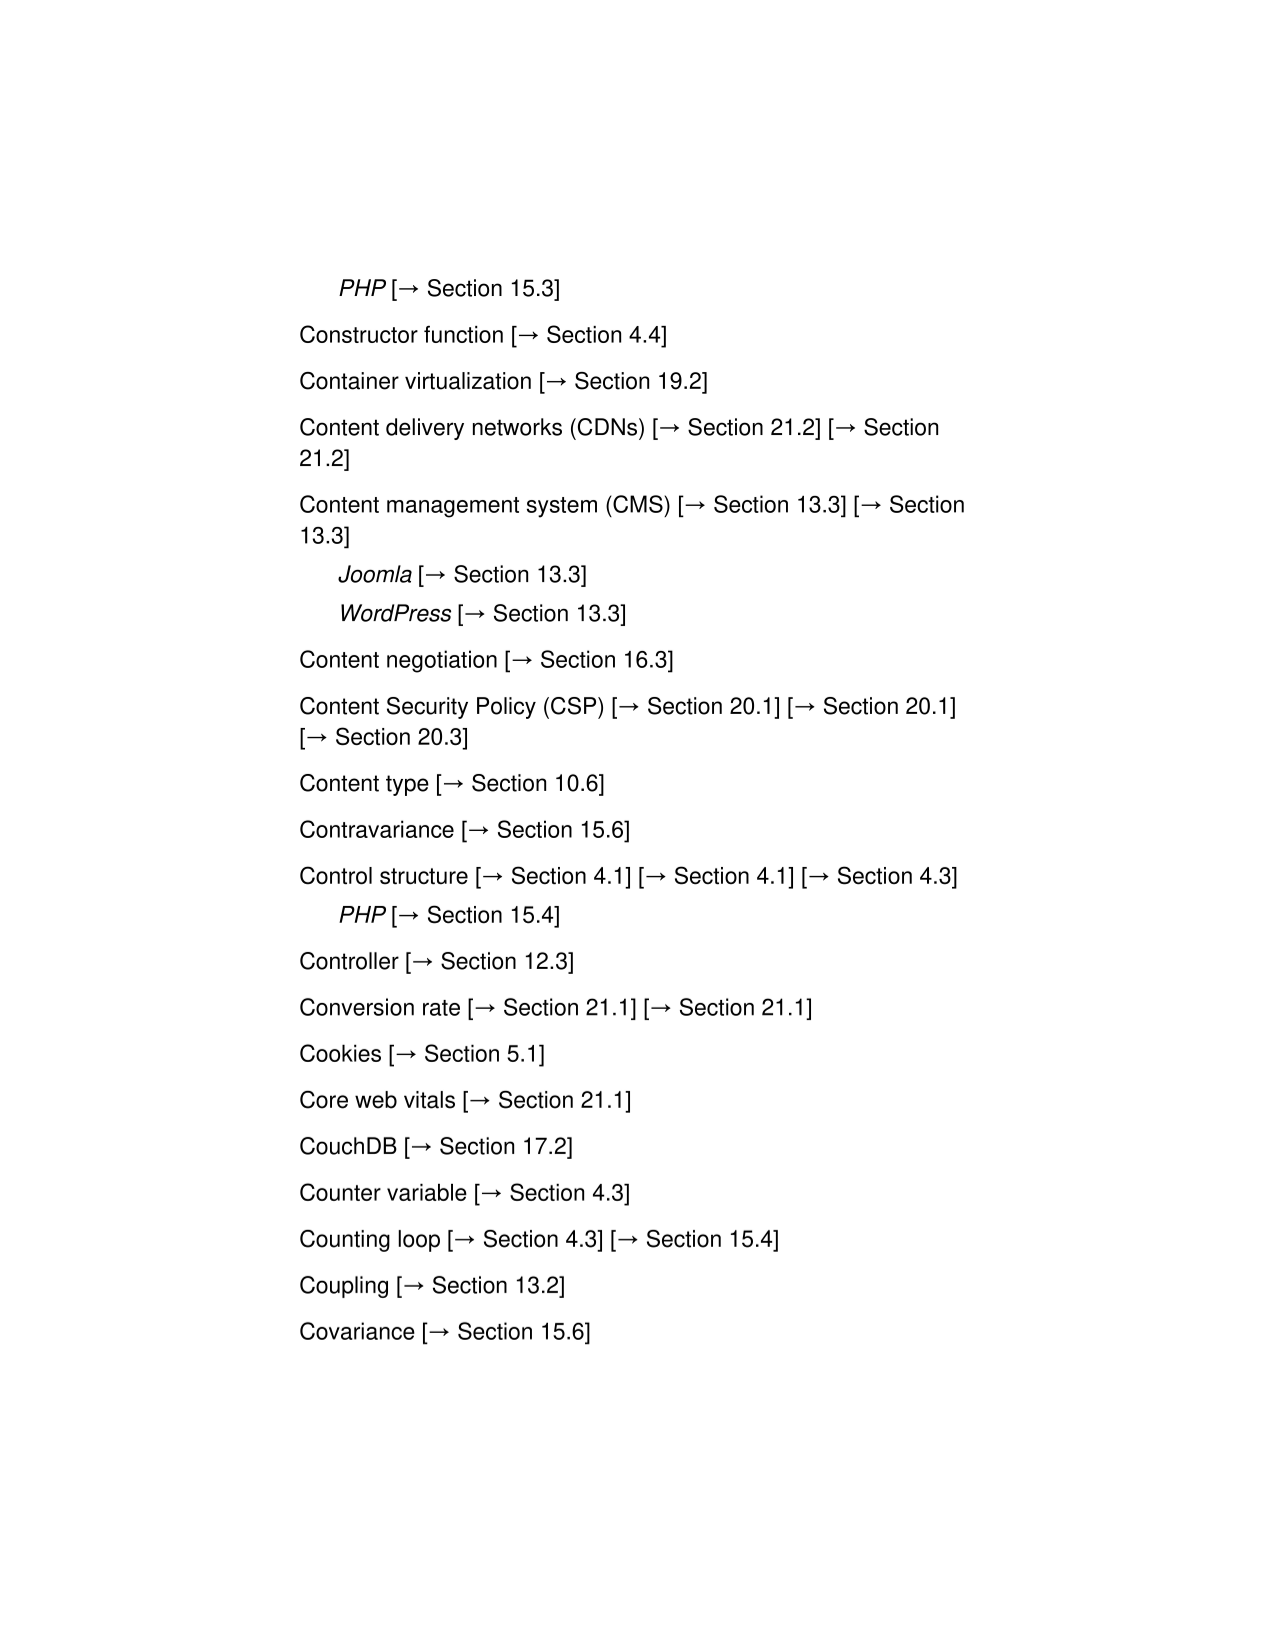 PHP [→ Section 15.3]
Constructor function [→ Section 4.4]
Container virtualization [→ Section 19.2]
Content delivery networks (CDNs) [→ Section 21.2] [→ Section
21.2]
Content management system (CMS) [→ Section 13.3] [→ Section
13.3]
Joomla [→ Section 13.3]
WordPress [→ Section 13.3]
Content negotiation [→ Section 16.3]
Content Security Policy (CSP) [→ Section 20.1] [→ Section 20.1]
[→ Section 20.3]
Content type [→ Section 10.6]
Contravariance [→ Section 15.6]
Control structure [→ Section 4.1] [→ Section 4.1] [→ Section 4.3]
PHP [→ Section 15.4]
Controller [→ Section 12.3]
Conversion rate [→ Section 21.1] [→ Section 21.1]
Cookies [→ Section 5.1]
Core web vitals [→ Section 21.1]
CouchDB [→ Section 17.2]
Counter variable [→ Section 4.3]
Counting loop [→ Section 4.3] [→ Section 15.4]
Coupling [→ Section 13.2]
Covariance [→ Section 15.6]